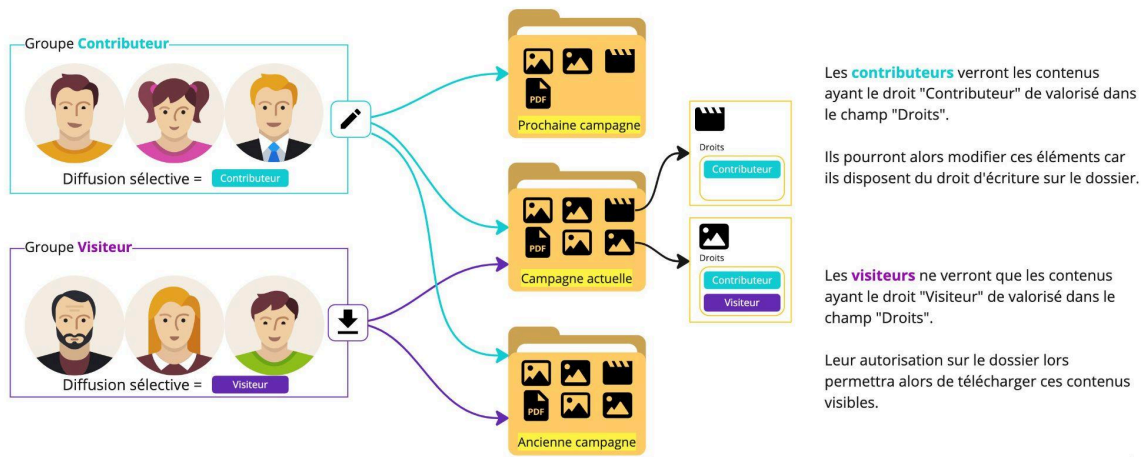 Groupe Contributeur
Diffusion sélective = Contributeur
Groupe Visiteur
Diffusion sélective = Visiteur
PDF
Prochaine campagne
PDF
Campagne actuelle
PDF
Ancienne campagne
Droits
Contributeur
Droits
Contributeur
Visiteur
Les contributeurs verront les contenus
ayant le droit "Contributeur" de valorisé dans
le champ "Droits".
Ils pourront alors modifier ces éléments car
ils disposent du droit d'écriture sur le dossier.
Les visiteurs ne verront que les contenus
ayant le droit "Visiteur" de valorisé dans le
champ "Droits".
Leur autorisation sur le dossier lors
permettra alors de télécharger ces contenus
visibles.